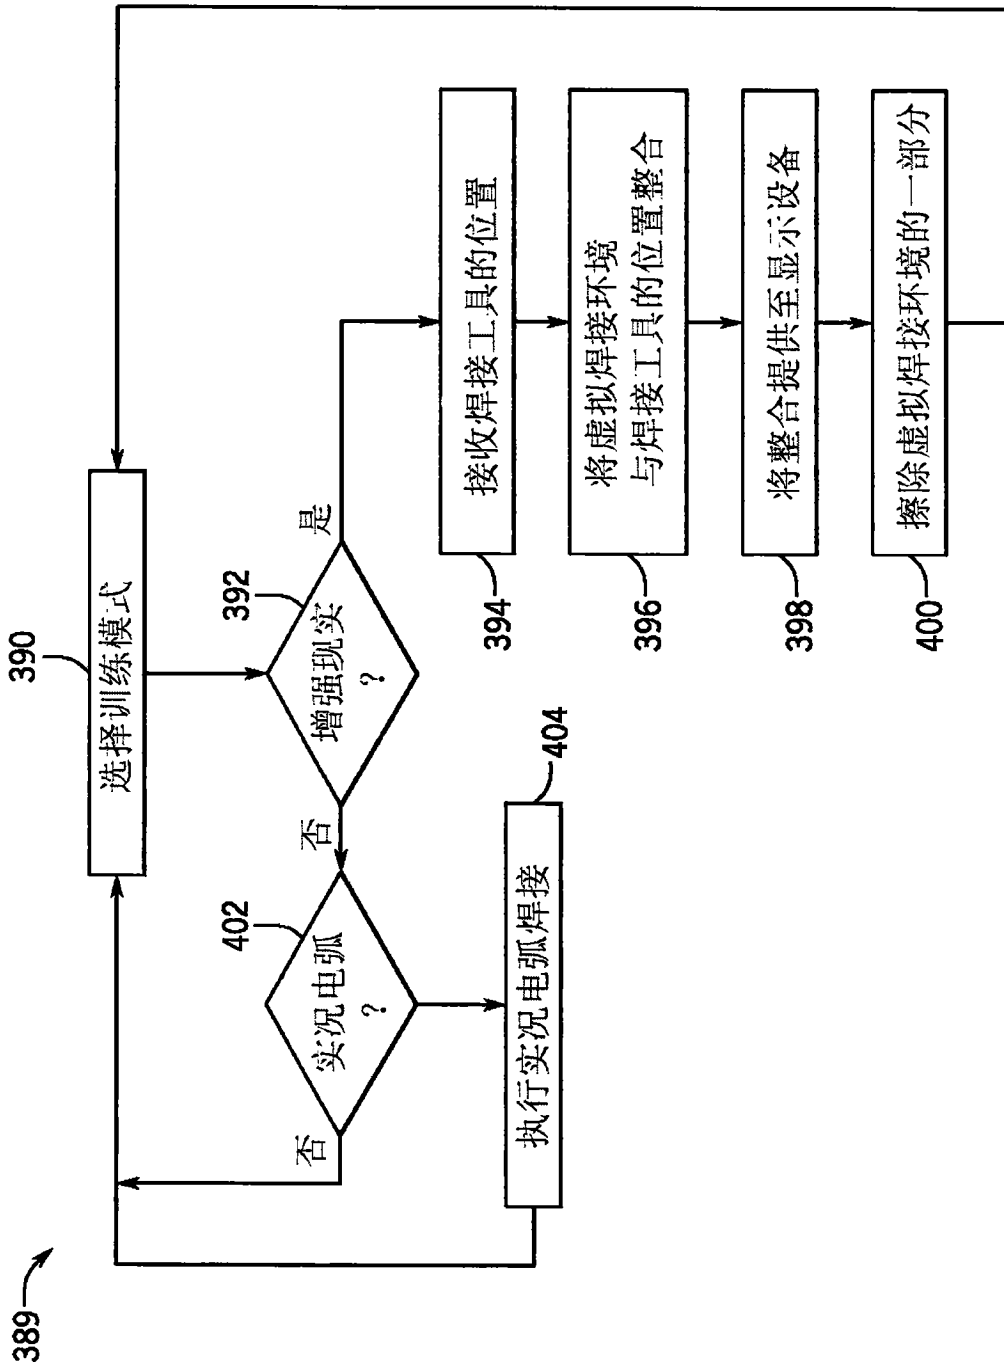 389
390
选择训练模式
392
增强现实
?
是
否
402
实况电弧
?
否
404
执行实况电弧焊接
394
接收焊接工具的位置
396
将虚拟焊接环境
与焊接工具的位置整合
398
将整合提供至显示设备
400
擦除虚拟焊接环境的一部分